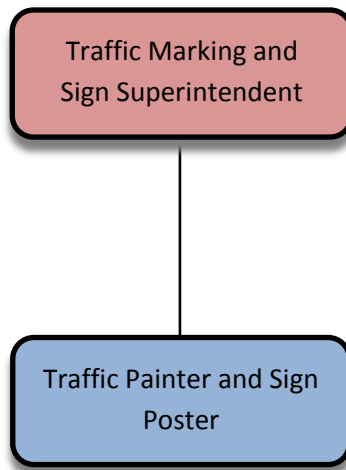 Traffic Marking and
Sign Superintendent
Traffic Painter and Sign
Poster